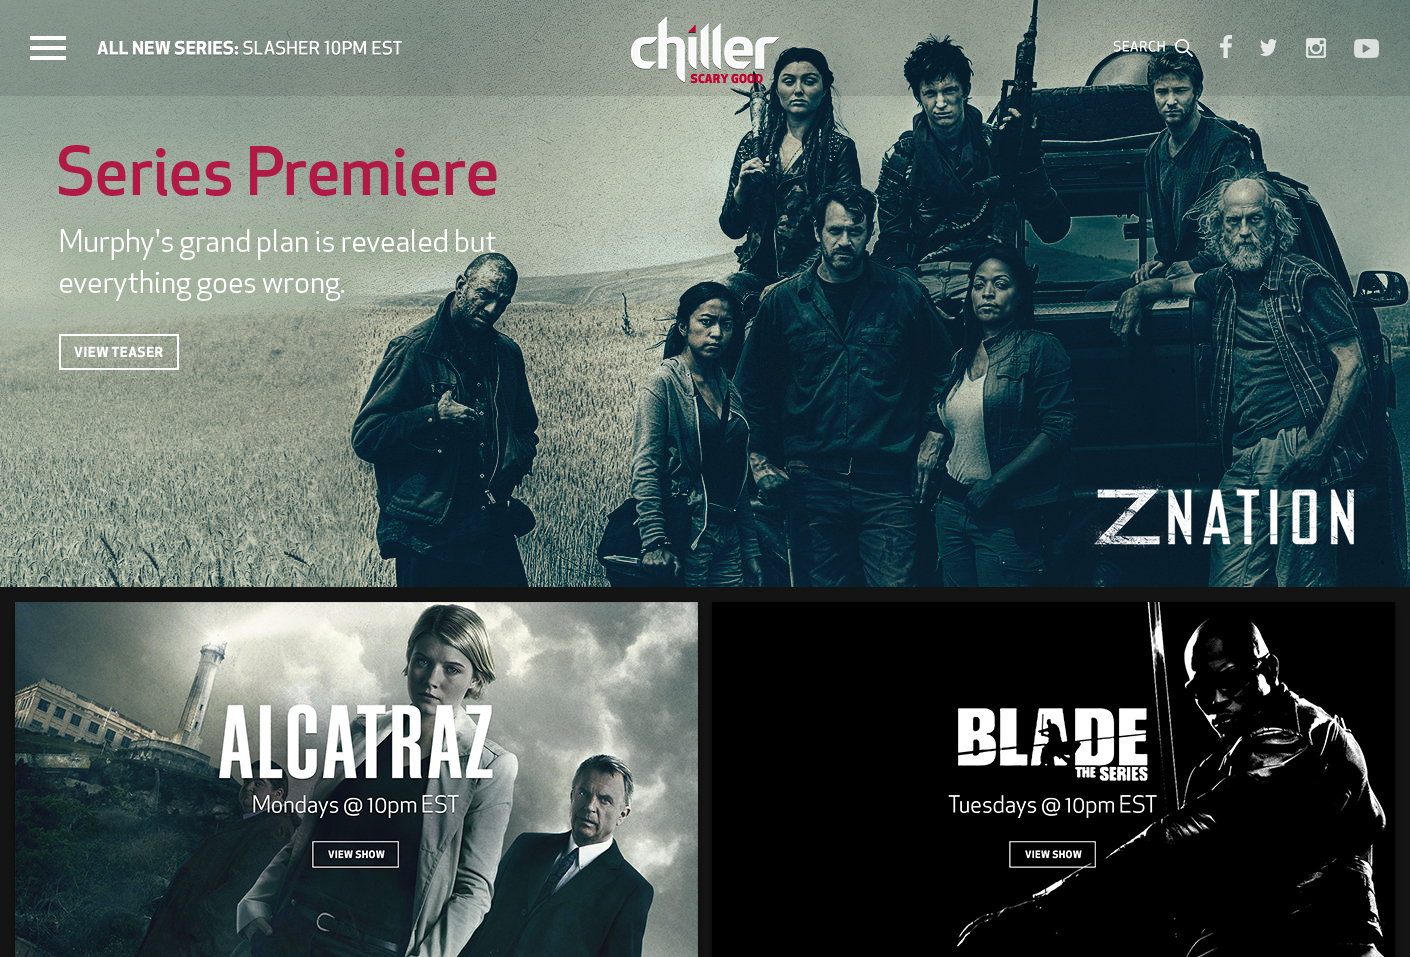 ALL NEW SERIES: SLASHER 10PM EST
chiller
SCARY GOOD
SEARCH
Series Premiere
Murphy's grand plan is revealed but
everything goes wrong.
VIEW TEASER
Z NATION
ALCATRAZ
Mondays @ 10pm EST
VIEW SHOW
BLADE
THE SERIES
Tuesdays @ 10pm EST
VIEW SHOW